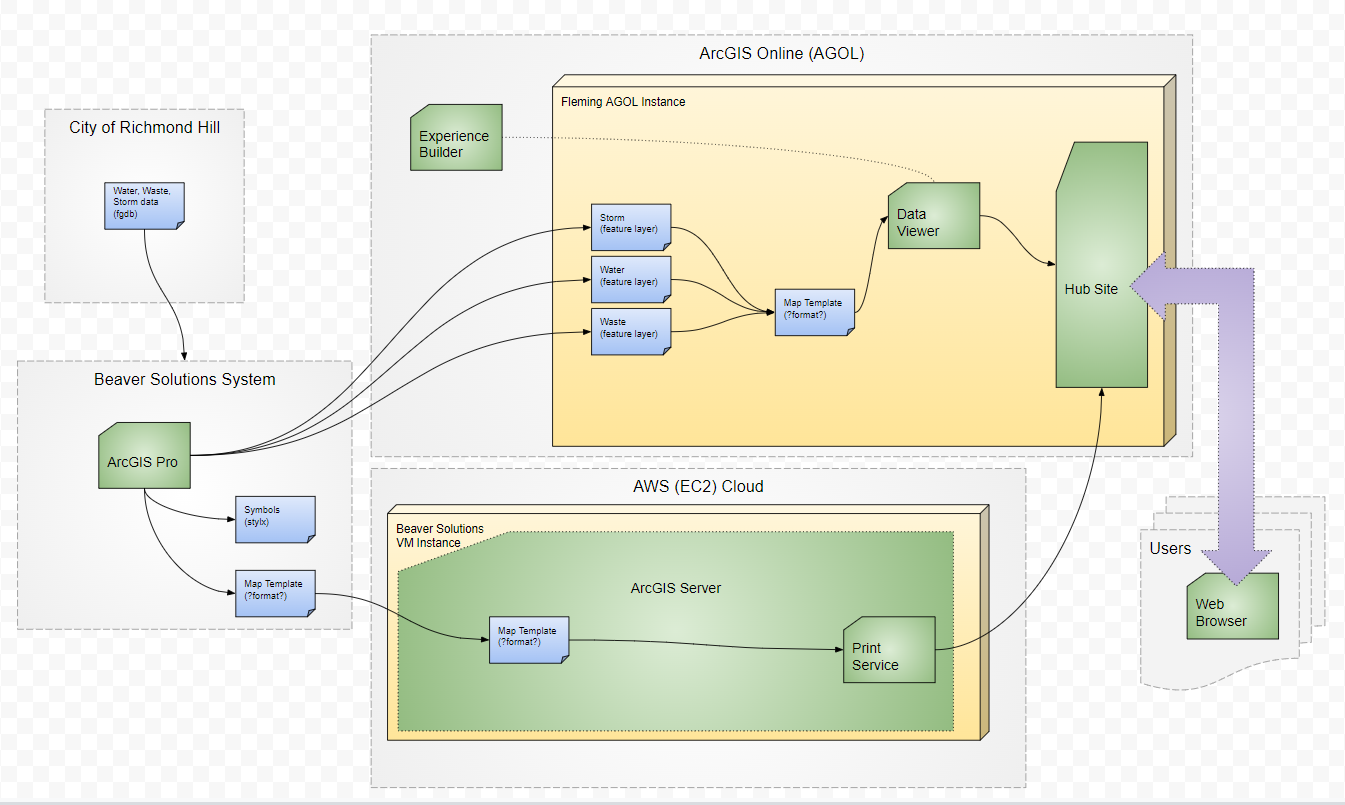 ArcGIS Online (AGOL)
Fleming AGOL Instance
Experience
Builder
City of Richmond Hill
Water, Waste,
Storm data
(fgdb)
Storm
(feature layer)
Water
(feature layer)
Waste
(feature layer)
Map Template
(?format?)
Data
Viewer
Hub Site
Beaver Solutions System
ArcGIS Pro
Symbols
(stylx)
Map Template
(?format?)
AWS (EC2) Cloud
Beaver Solutions
VM Instance
ArcGIS Server
Map Template
(?format?)
Print
Service
Users
Web
Browser